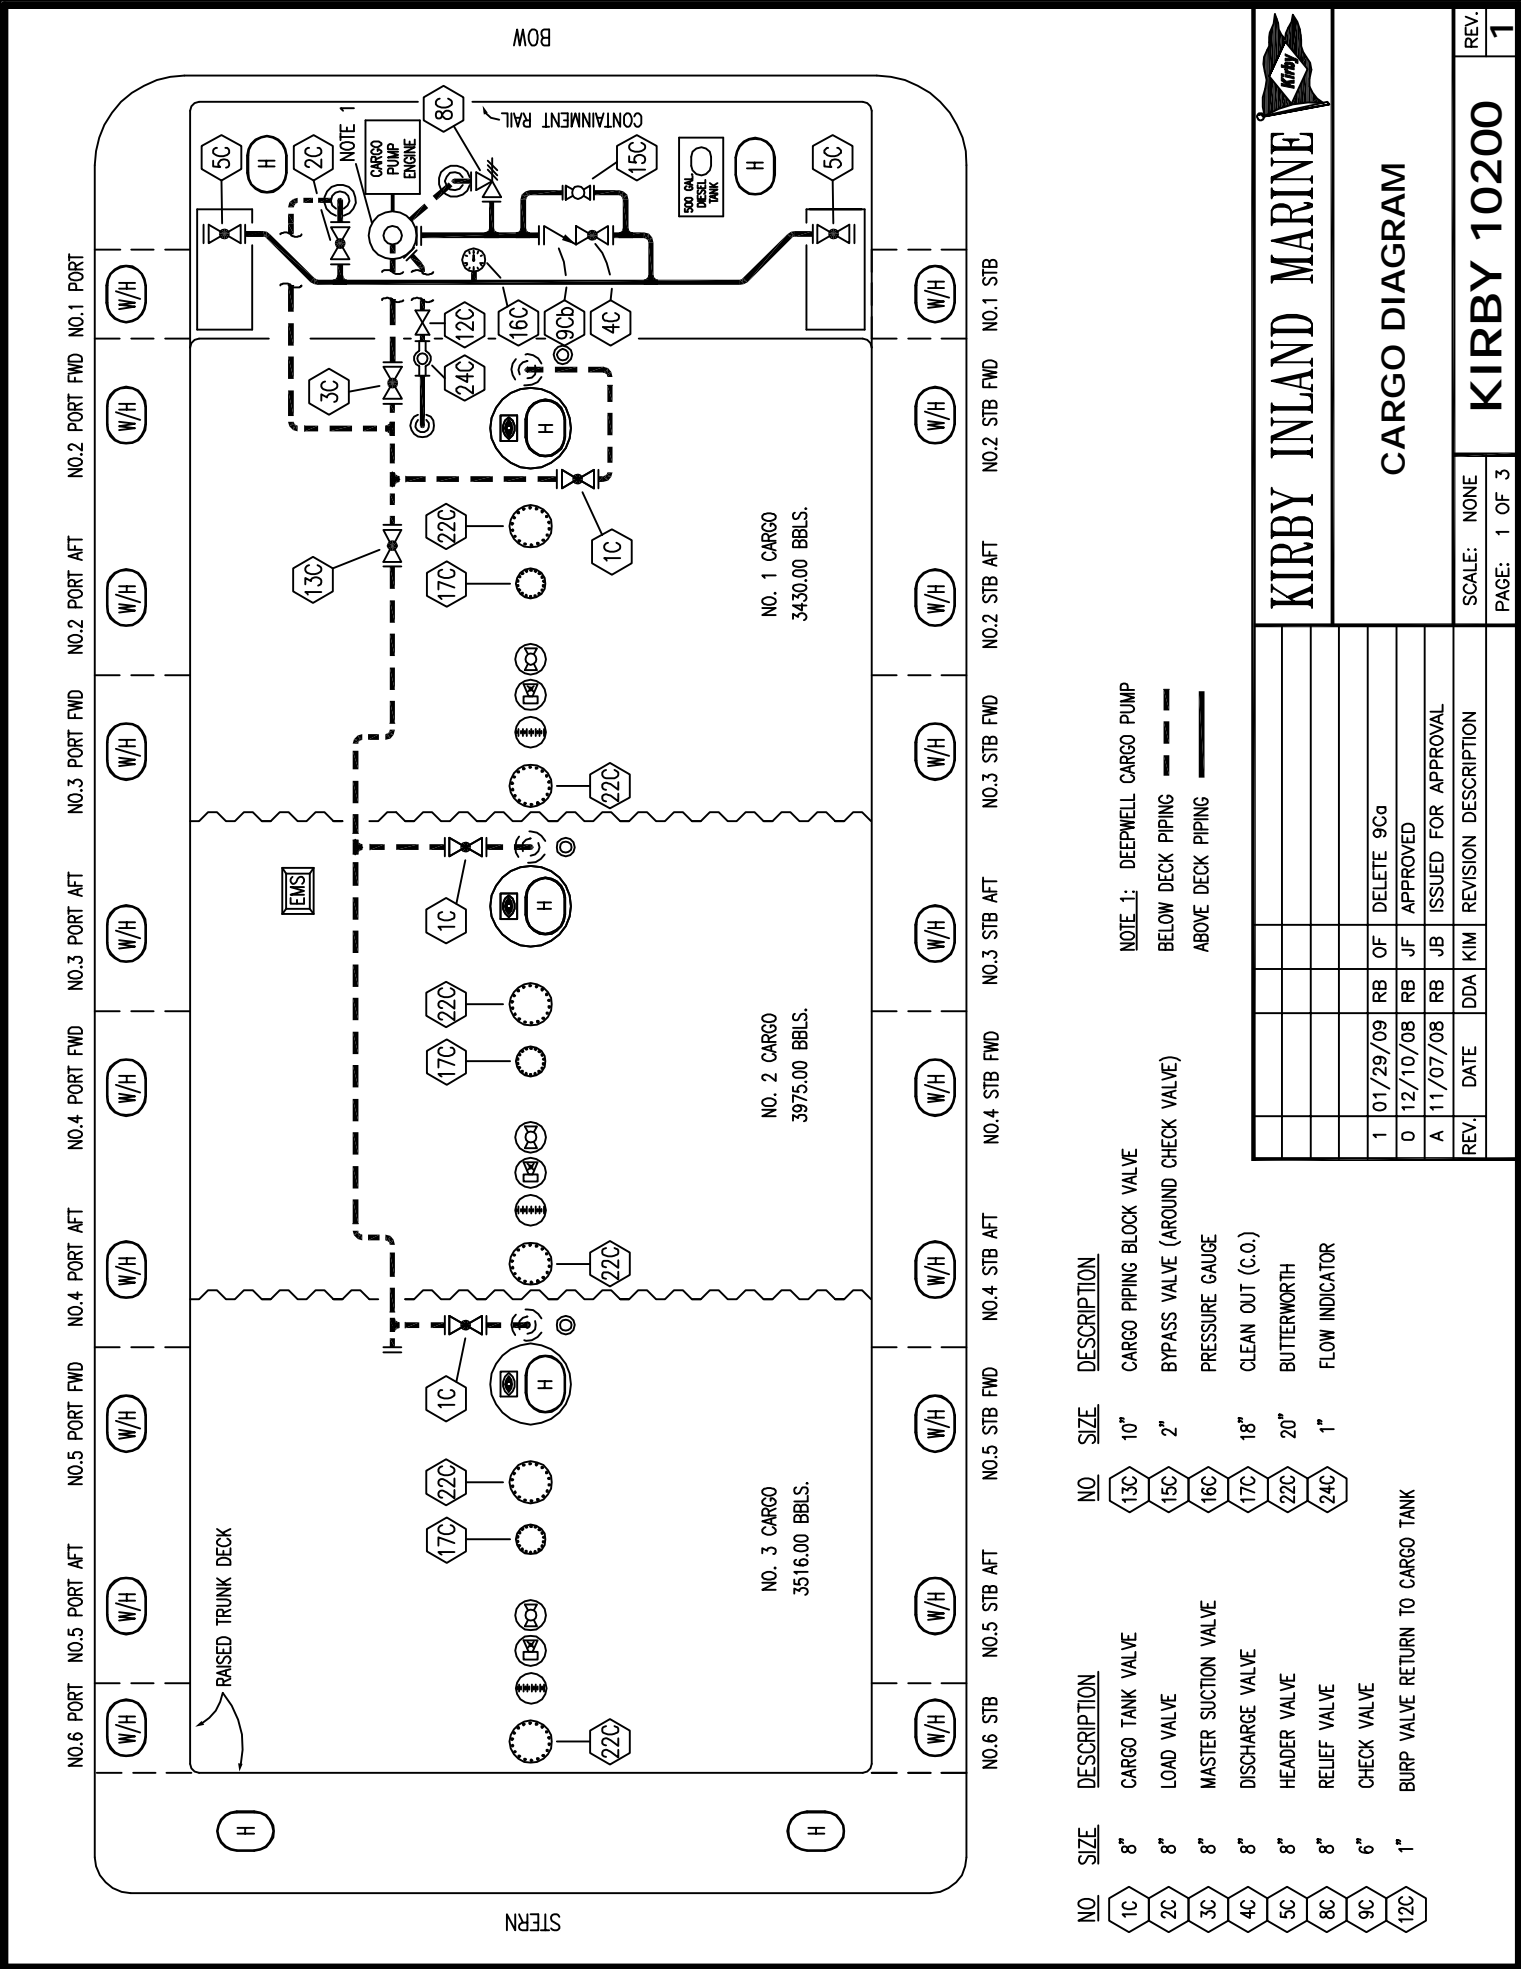 BOW
STERN
NO.6 PORT
NO.5 PORT AFT
NO.5 PORT FWD
NO.4 PORT AFT
NO.4 PORT FWD
NO.3 PORT AFT
NO.3 PORT FWD
NO.2 PORT AFT
NO.2 PORT FWD
NO.1 PORT
W/H
W/H
W/H
W/H
W/H
W/H
W/H
W/H
W/H
W/H
RAISED TRUNK DECK
H
H
EMS
5C
H
2C
NOTE 1
CARGO
PUMP
ENGINE
8C
CONTAINMENT RAIL
15C
500 GAL
DIESEL
TANK
H
5C
3C
12C
24C
16C
9Cb
4C
13C
22C
17C
1C
H
22C
NO. 1 CARGO
3430.00 BBLS.
1C
H
22C
17C
22C
NO. 2 CARGO
3975.00 BBLS.
1C
H
22C
17C
22C
NO. 3 CARGO
3516.00 BBLS.
W/H
W/H
W/H
W/H
W/H
W/H
W/H
W/H
W/H
W/H
NO.6 STB
NO.5 STB AFT
NO.5 STB FWD
NO.4 STB AFT
NO.4 STB FWD
NO.3 STB AFT
NO.3 STB FWD
NO.2 STB AFT
NO.2 STB FWD
NO.1 STB
NO SIZE DESCRIPTION
1C 8" CARGO TANK VALVE
2C 8" LOAD VALVE
3C 8" MASTER SUCTION VALVE
4C 8" DISCHARGE VALVE
5C 8" HEADER VALVE
8C 8" RELIEF VALVE
9C 6" CHECK VALVE
12C 1" BURP VALVE RETURN TO CARGO TANK
NO SIZE DESCRIPTION
13C 10" CARGO PIPING BLOCK VALVE
15C 2" BYPASS VALVE (AROUND CHECK VALVE)
16C PRESSURE GAUGE
17C 18" CLEAN OUT (C.O.)
22C 20" BUTTERWORTH
24C 1" FLOW INDICATOR
NOTE 1: DEEPWELL CARGO PUMP
BELOW DECK PIPING
ABOVE DECK PIPING
1 01/29/09 RB OF DELETE 9Ca
0 12/10/08 RB JF APPROVED
A 11/07/08 RB JB ISSUED FOR APPROVAL
REV. DATE DDA KIM REVISION DESCRIPTION
KIRBY INLAND MARINE
Kirby
CARGO DIAGRAM
SCALE: NONE
PAGE: 1 OF 3
KIRBY 10200
REV.
1